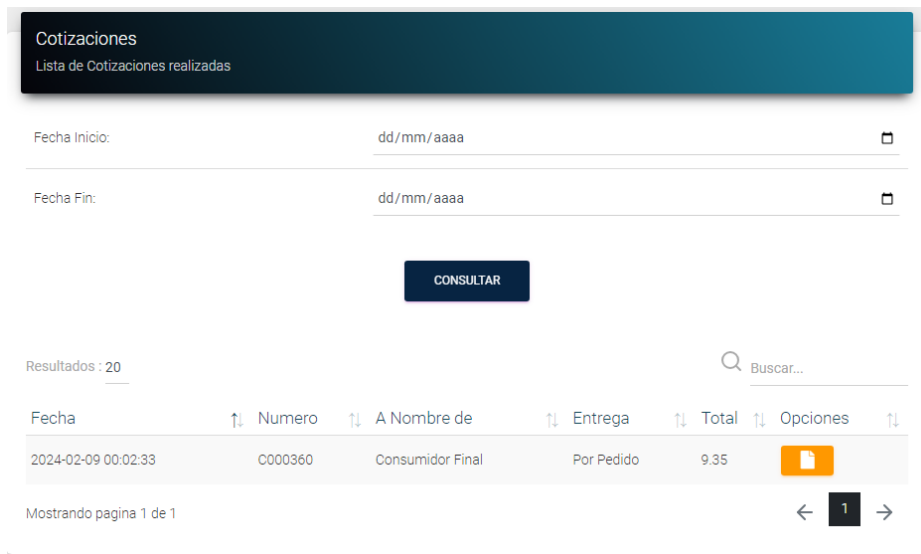 Cotizaciones
Lista de Cotizaciones realizadas
Fecha Inicio: dd/mm/aaaa
Fecha Fin: dd/mm/aaaa
CONSULTAR
Resultados : 20 Buscar...
Fecha Numero A Nombre de Entrega Total Opciones
2024-02-09 00:02:33 C000360 Consumidor Final Por Pedido 9.35
Mostrando pagina 1 de 1 1